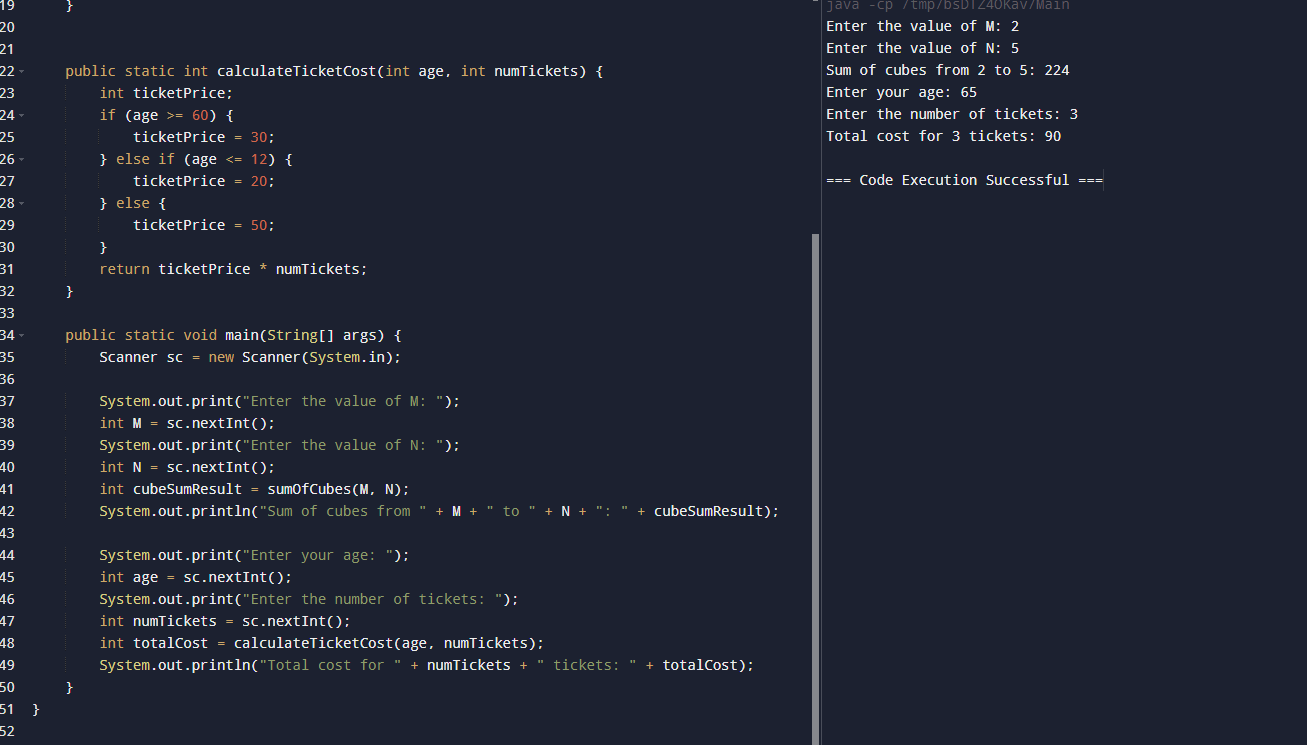 19     }
20
21
22     public static int calculateTicketCost(int age, int numTickets) {
23         int ticketPrice;
24         if (age >= 60) {
25             ticketPrice = 30;
26         } else if (age <= 12) {
27             ticketPrice = 20;
28         } else {
29             ticketPrice = 50;
30         }
31         return ticketPrice * numTickets;
32     }
33
34     public static void main(String[] args) {
35         Scanner sc = new Scanner(System.in);
36
37         System.out.print("Enter the value of M: ");
38         int M = sc.nextInt();
39         System.out.print("Enter the value of N: ");
40         int N = sc.nextInt();
41         int cubeSumResult = sumOfCubes(M, N);
42         System.out.println("Sum of cubes from " + M + " to " + N + ": " + cubeSumResult);
43
44         System.out.print("Enter your age: ");
45         int age = sc.nextInt();
46         System.out.print("Enter the number of tickets: ");
47         int numTickets = sc.nextInt();
48         int totalCost = calculateTicketCost(age, numTickets);
49         System.out.println("Total cost for " + numTickets + " tickets: " + totalCost);
50     }
51 }
52
java -cp
Enter the value of M: 2
Enter the value of N: 5
Sum of cubes from 2 to 5: 224
Enter your age: 65
Enter the number of tickets: 3
Total cost for 3 tickets: 90

=== Code Execution Successful ===